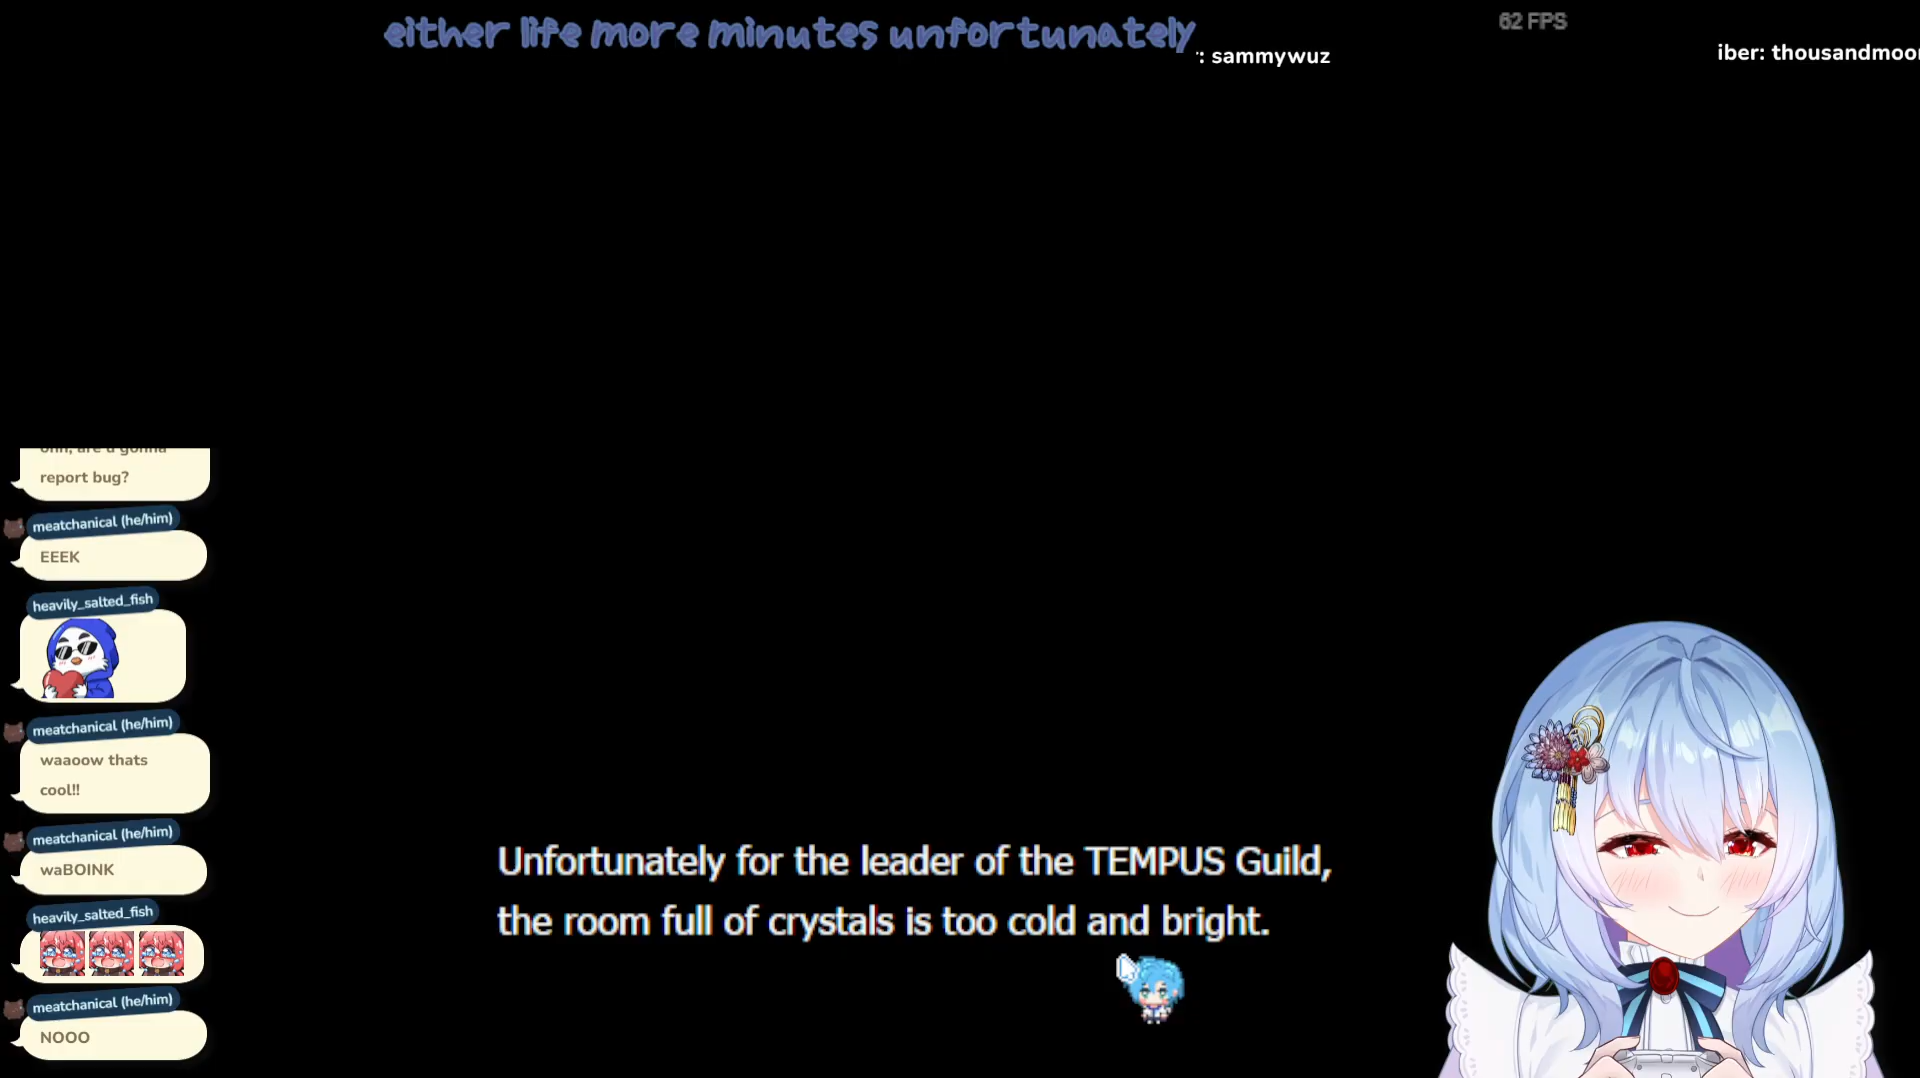 either life more minutes unfortunately
: sammywuz
62 FPS
iber: thousandmoo
report bug?
meatchanical (he/him)
EEEK
heavily_salted_fish
meatchanical (he/him)
waaoow thats
cool!!
meatchanical (he/him)
waBOINK
heavily_salted_fish
meatchanical (he/him)
NOOO
Unfortunately for the leader of the TEMPUS Guild,
the room full of crystals is too cold and bright.